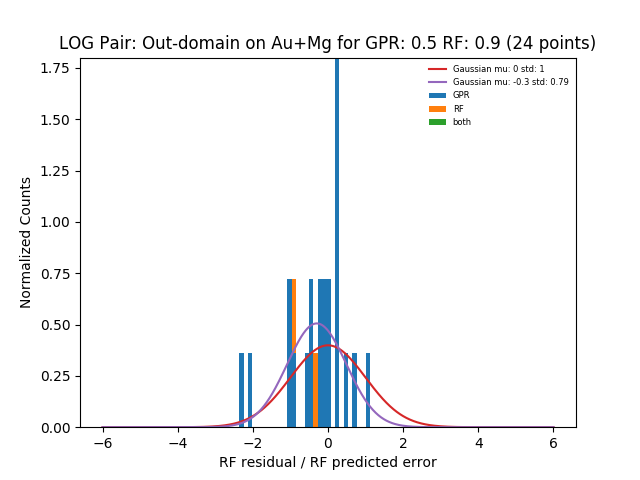 LOG Pair: Out-domain on Au+Mg for GPR: 0.5 RF: 0.9 (24 points)
Gaussian mu: 0 std: 1
Gaussian mu: -0.3 std: 0.79
GPR
RF
both
1.75
1.50
1.25
1.00
0.75
0.50
0.25
0.00
Normalized Counts
−6
−4
−2
0
2
4
6
RF residual / RF predicted error